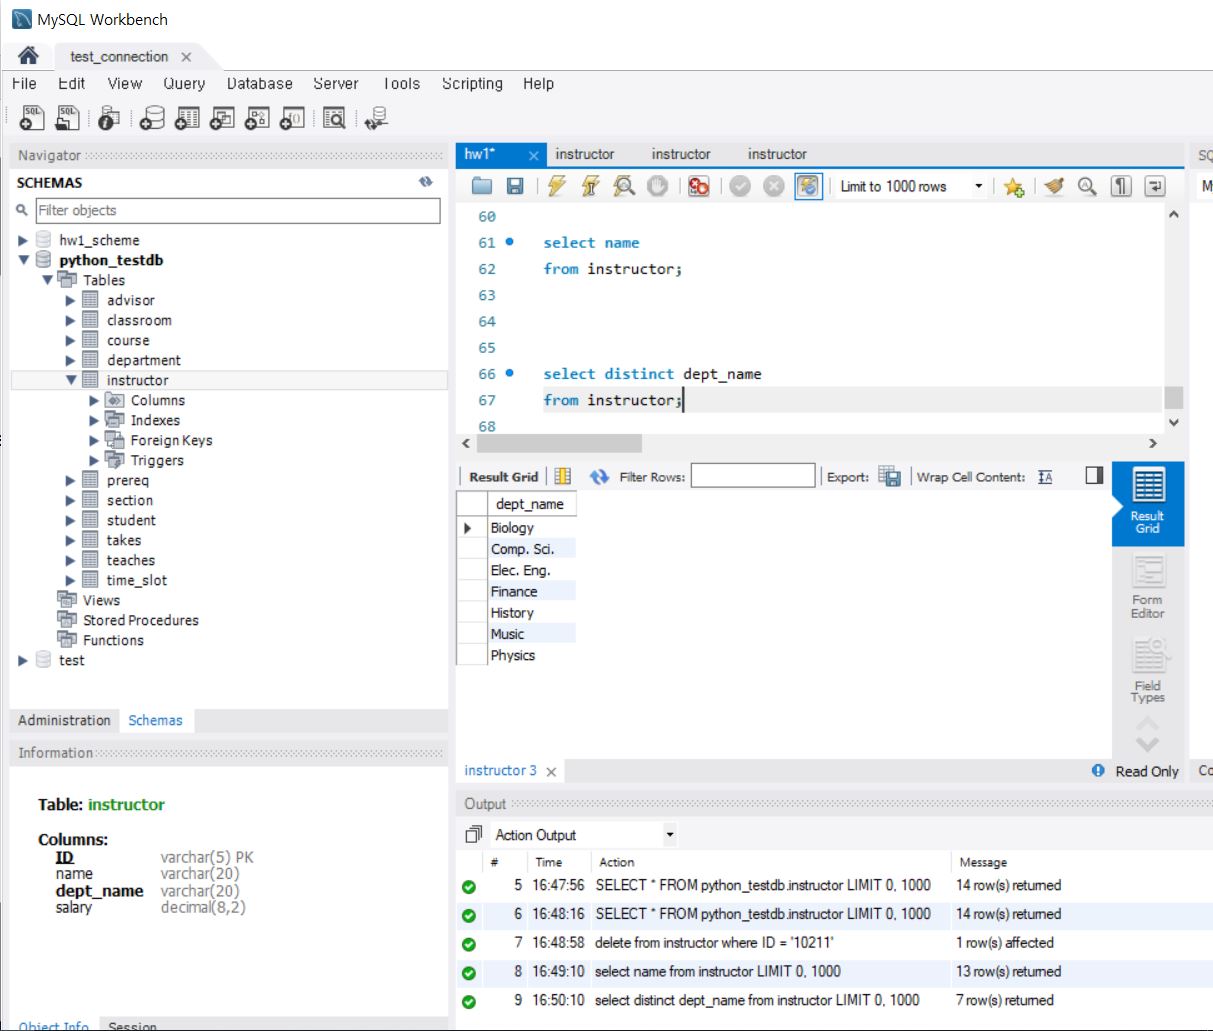 MySQL Workbench
test_connection
File Edit View Query Database Server Tools Scripting Help
Navigator
SCHEMAS
Filter objects
hw1_scheme
python_testdb
Tables
advisor
classroom
course
department
instructor
Columns
Indexes
Foreign Keys
Triggers
prereq
section
student
takes
teaches
time_slot
Views
Stored Procedures
Functions
test
Administration Schemas
Information
Table: instructor
Columns:
ID varchar(5) PK
name varchar(20)
dept_name varchar(20)
salary decimal(8,2)
Object Info Session
hw1* instructor instructor instructor
Limit to 1000 rows
60
61 select name
62 from instructor;
63
64
65
66 select distinct dept_name
67 from instructor;
68
Result Grid Filter Rows: Export: Wrap Cell Content:
dept_name
Biology
Comp. Sci.
Elec. Eng.
Finance
History
Music
Physics
Result
Grid
Form
Editor
Field
Types
instructor 3 Read Only
Output
Action Output
# Time Action Message
5 16:47:56 SELECT * FROM python_testdb.instructor LIMIT 0, 1000 14 row(s) returned
6 16:48:16 SELECT * FROM python_testdb.instructor LIMIT 0, 1000 14 row(s) returned
7 16:48:58 delete from instructor where ID = '10211' 1 row(s) affected
8 16:49:10 select name from instructor LIMIT 0, 1000 13 row(s) returned
9 16:50:10 select distinct dept_name from instructor LIMIT 0, 1000 7 row(s) returned